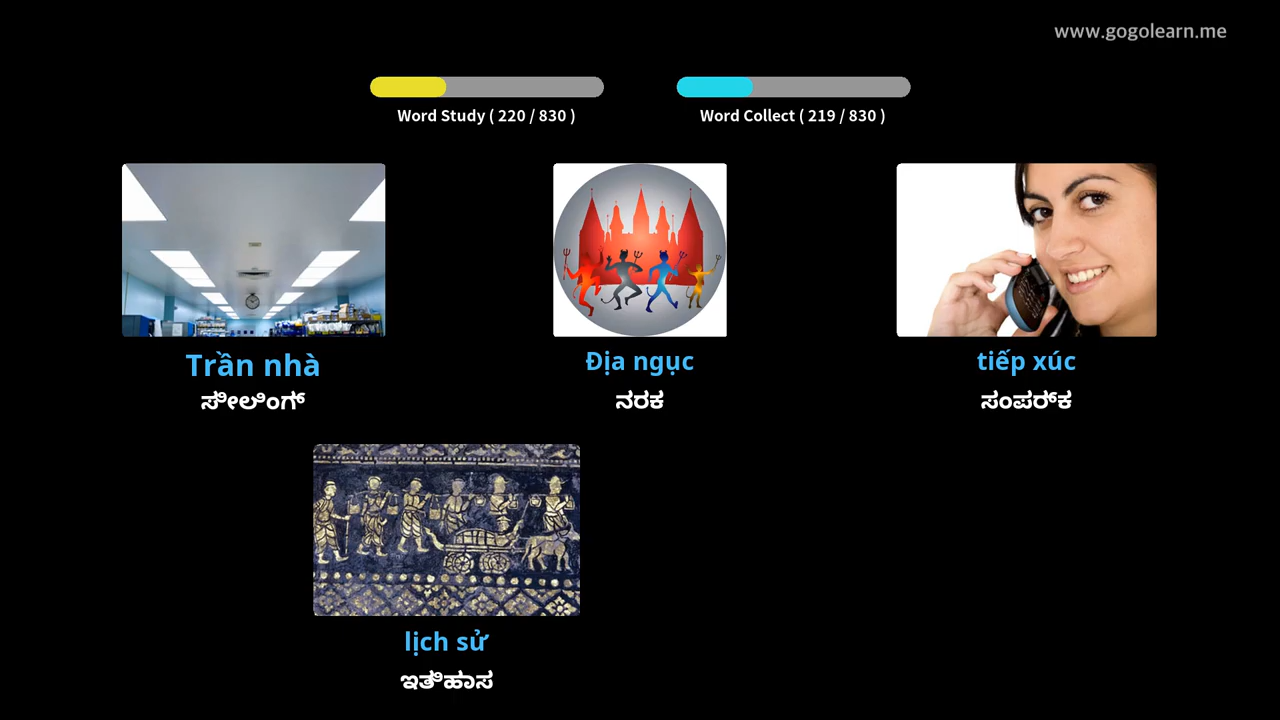 www.gogolearn.me
Word Study ( 220 / 830 )
Word Collect ( 219 / 830 )
Trần nhà
ಸೀಲಿಂಗ್
Địa ngục
ನರಕ
tiếp xúc
ಸಂಪರ್ಕ
lịch sử
ಇತಿಹಾಸ